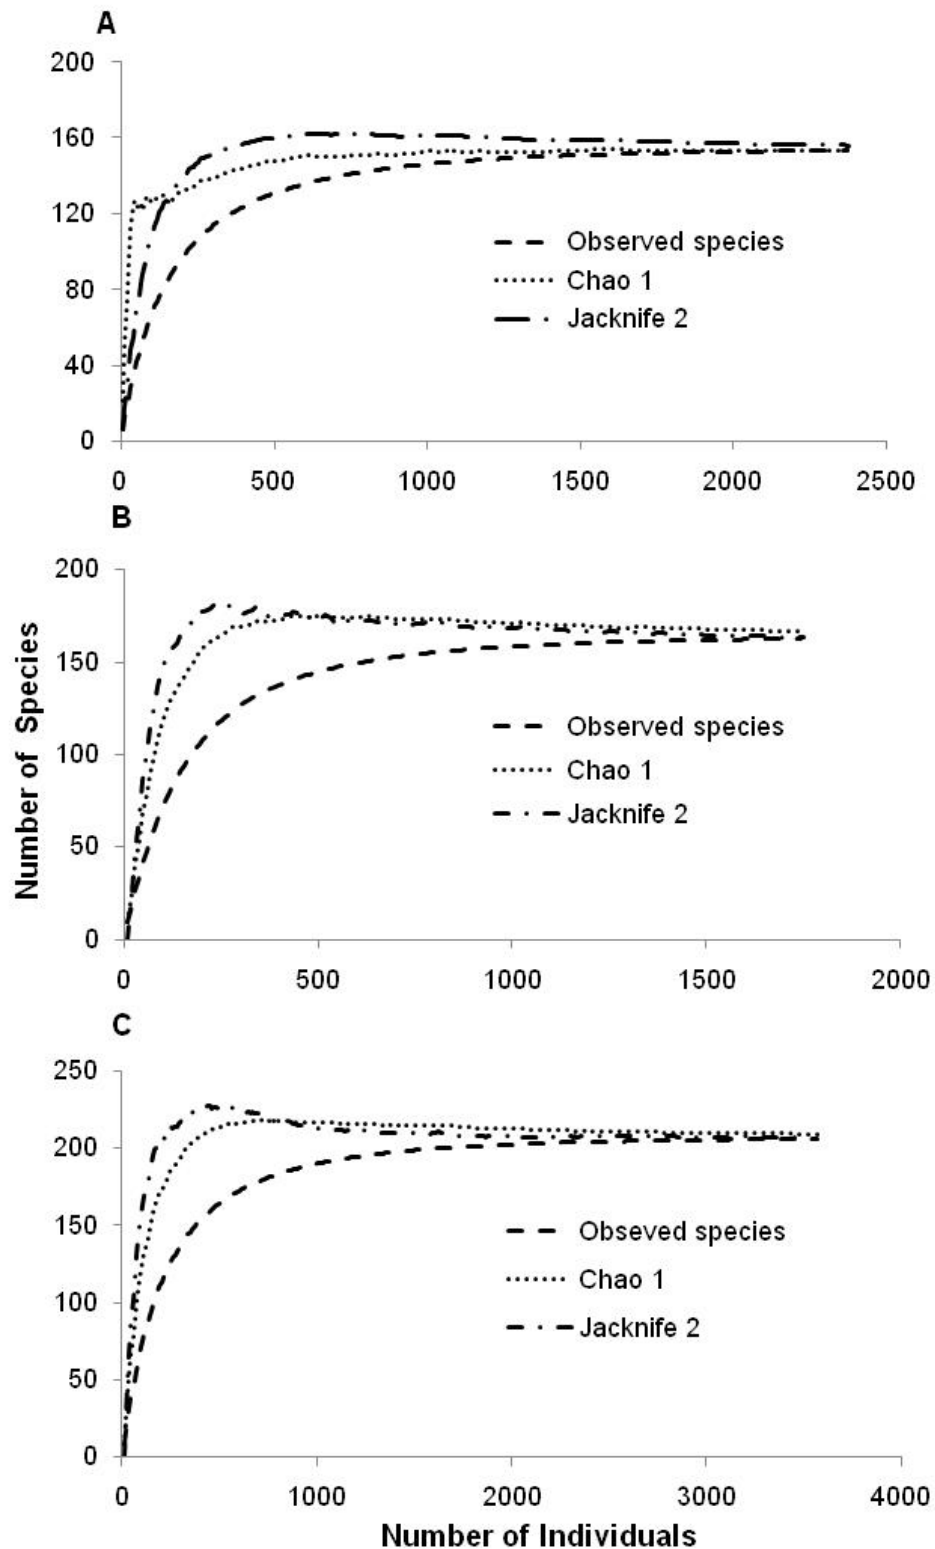 A
200
160
120
80
40
0
Observed species
Chao 1
Jacknife 2
0 500 1000 1500 2000 2500
B
Number of Species
200
150
100
50
0
Observed species
Chao 1
Jacknife 2
0 500 1000 1500 2000
C
250
200
150
100
50
0
Obseved species
Chao 1
Jacknife 2
0 1000 2000 3000 4000
Number of Individuals